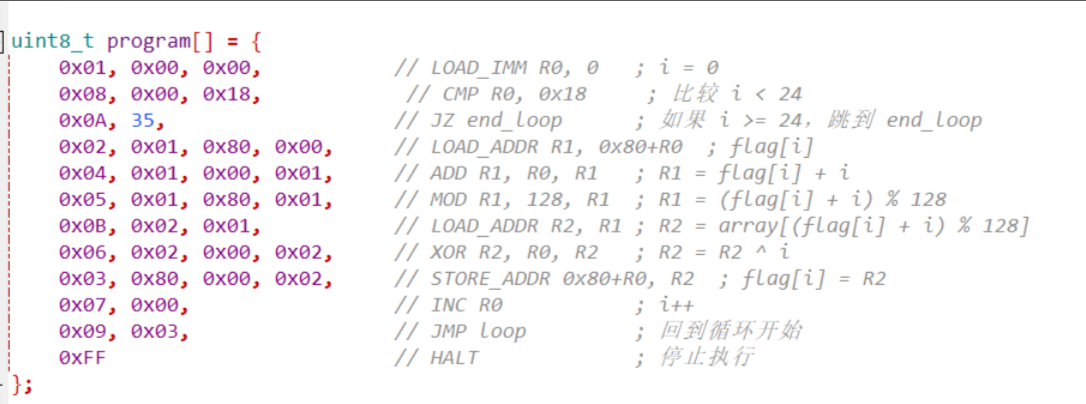 uint8_t program[] = {
0x01, 0x00, 0x00, // LOAD_IMM R0, 0 ; i = 0
0x08, 0x00, 0x18, // CMP R0, 0x18 ; 比较 i < 24
0x0A, 35, // JZ end_loop ; 如果 i >= 24, 跳到 end_loop
0x02, 0x01, 0x80, 0x00, // LOAD_ADDR R1, 0x80+R0 ; flag[i]
0x04, 0x01, 0x00, 0x01, // ADD R1, R0, R1 ; R1 = flag[i] + i
0x05, 0x01, 0x80, 0x01, // MOD R1, 128, R1 ; R1 = (flag[i] + i) % 128
0x0B, 0x02, 0x01, // LOAD_ADDR R2, R1 ; R2 = array[(flag[i] + i) % 128]
0x06, 0x02, 0x00, 0x02, // XOR R2, R0, R2 ; R2 = R2 ^ i
0x03, 0x80, 0x00, 0x02, // STORE_ADDR 0x80+R0, R2 ; flag[i] = R2
0x07, 0x00, // INC R0 ; i++
0x09, 0x03, // JMP loop ; 回到循环开始
0xFF // HALT ; 停止执行
};